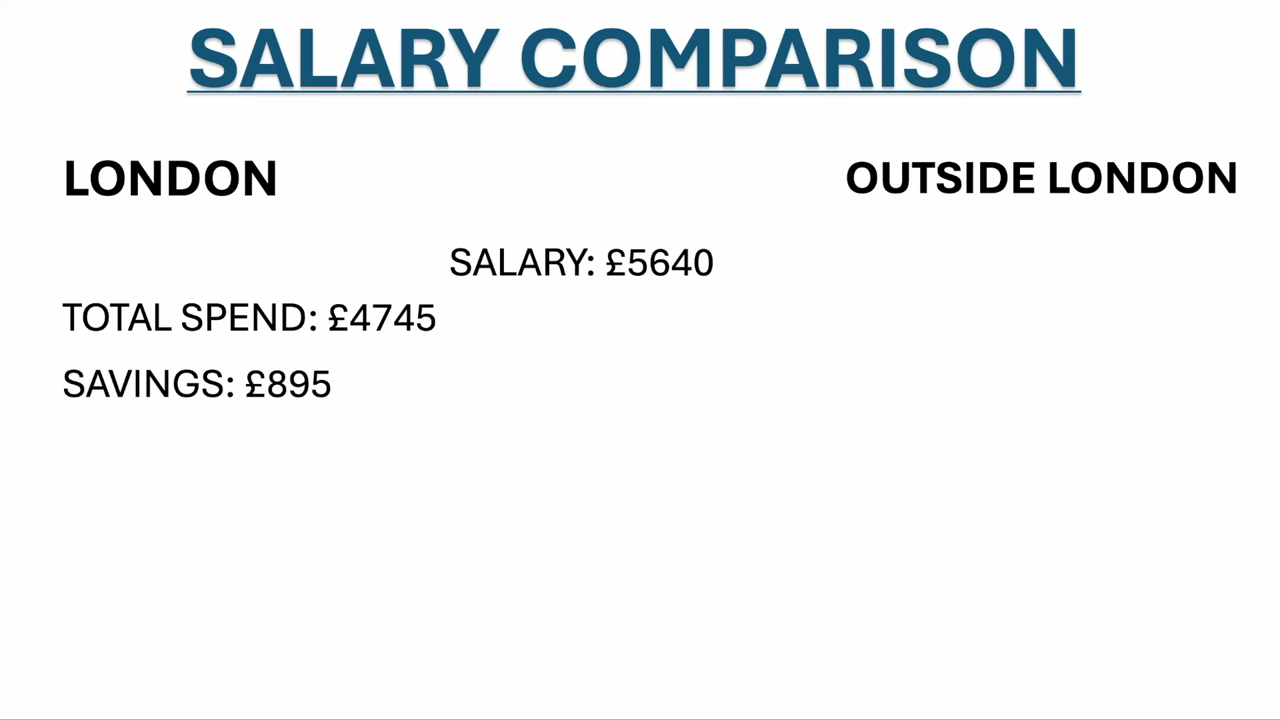 SALARY COMPARISON
LONDON
OUTSIDE LONDON
SALARY: £5640
TOTAL SPEND: £4745
SAVINGS: £895